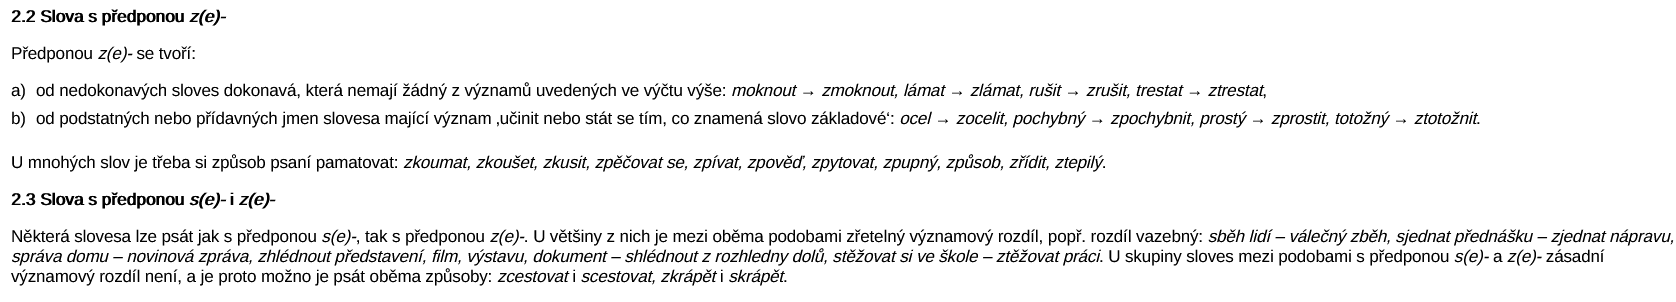 2.2 Slova s předponou z(e)-
Předponou z(e)- se tvoří:
a) od nedokonavých sloves dokonavá, která nemají žádný z významů uvedených ve výčtu výše: moknout → zmoknout, lámat → zlámat, rušit → zrušit, trestat → ztrestat,
b) od podstatných nebo přídavných jmen slovesa mající význam ‚učinit nebo stát se tím, co znamená slovo základové‘: ocel → zocelit, pochybný → zpochybnit, prostý → zprostit, totožný → ztotožnit.
U mnohých slov je třeba si způsob psaní pamatovat: zkoumat, zkoušet, zkusit, zpěčovat se, zpívat, zpověď, zpytovat, zpupný, způsob, zřídit, ztepilý.
2.3 Slova s předponou s(e)- i z(e)-
Některá slovesa lze psát jak s předponou s(e)-, tak s předponou z(e)-. U většiny z nich je mezi oběma podobami zřetelný významový rozdíl, popř. rozdíl vazebný: sběh lidí – válečný zběh, sjednat přednášku – zjednat nápravu,
správa domu – novinová zpráva, zhlédnout představení, film, výstavu, dokument – shlédnout z rozhledny dolů, stěžovat si ve škole – ztěžovat práci. U skupiny sloves mezi podobami s předponou s(e)- a z(e)- zásadní
významový rozdíl není, a je proto možno je psát oběma způsoby: zcestovat i scestovat, zkrápět i skrápět.